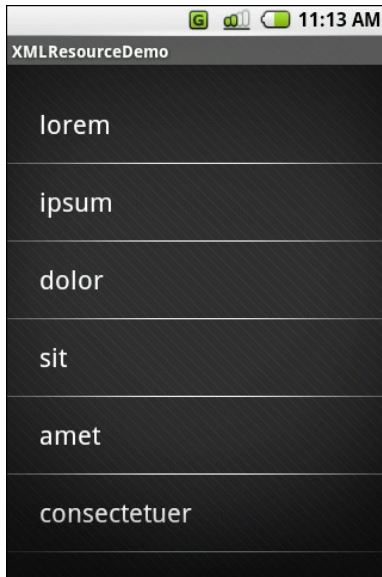 G 11:13 AM
XMLResourceDemo
lorem
ipsum
dolor
sit
amet
consectetuer